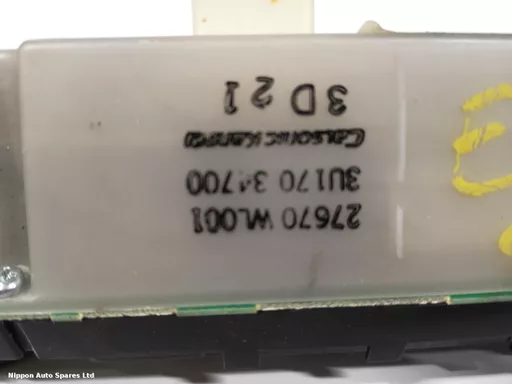 27670 WL001
3U170 34700
Calsonic Kansei
3 D 2 1
Nippon Auto Spares Ltd